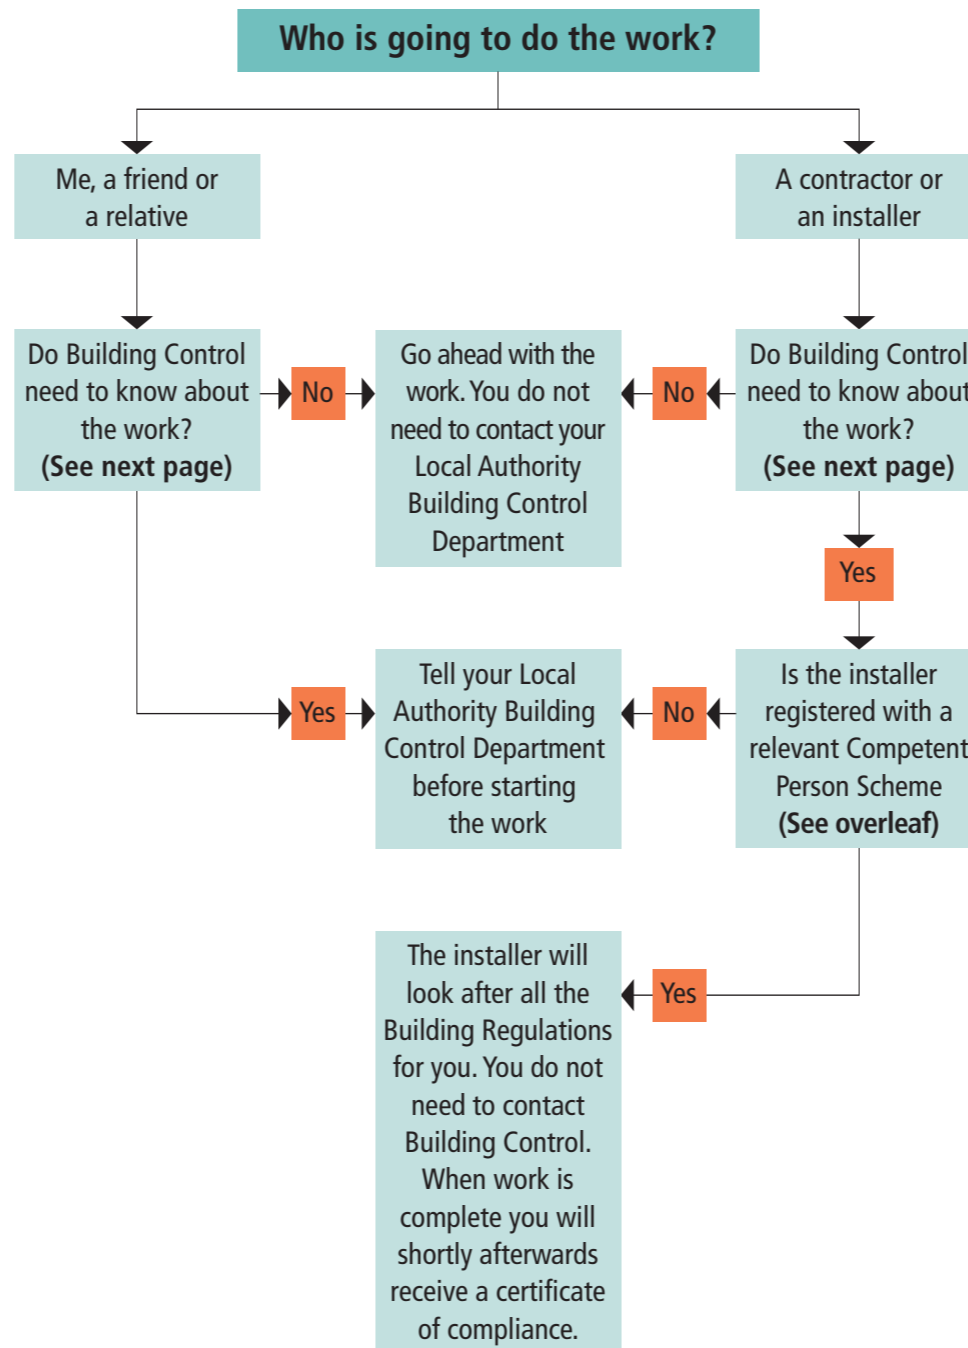 Who is going to do the work?
Me, a friend or
a relative
A contractor or
an installer
Do Building Control
need to know about
the work?
(See next page)
No
Go ahead with the
work. You do not
need to contact your
Local Authority
Building Control
Department
No
Do Building Control
need to know about
the work?
(See next page)
Yes
Yes
Tell your Local
Authority Building
Control Department
before starting
the work
No
Is the installer
registered with a
relevant Competent
Person Scheme
(See overleaf)
The installer will
look after all the
Building Regulations
for you. You do not
need to contact
Building Control.
When work is
complete you will
shortly afterwards
receive a certificate
of compliance.
Yes